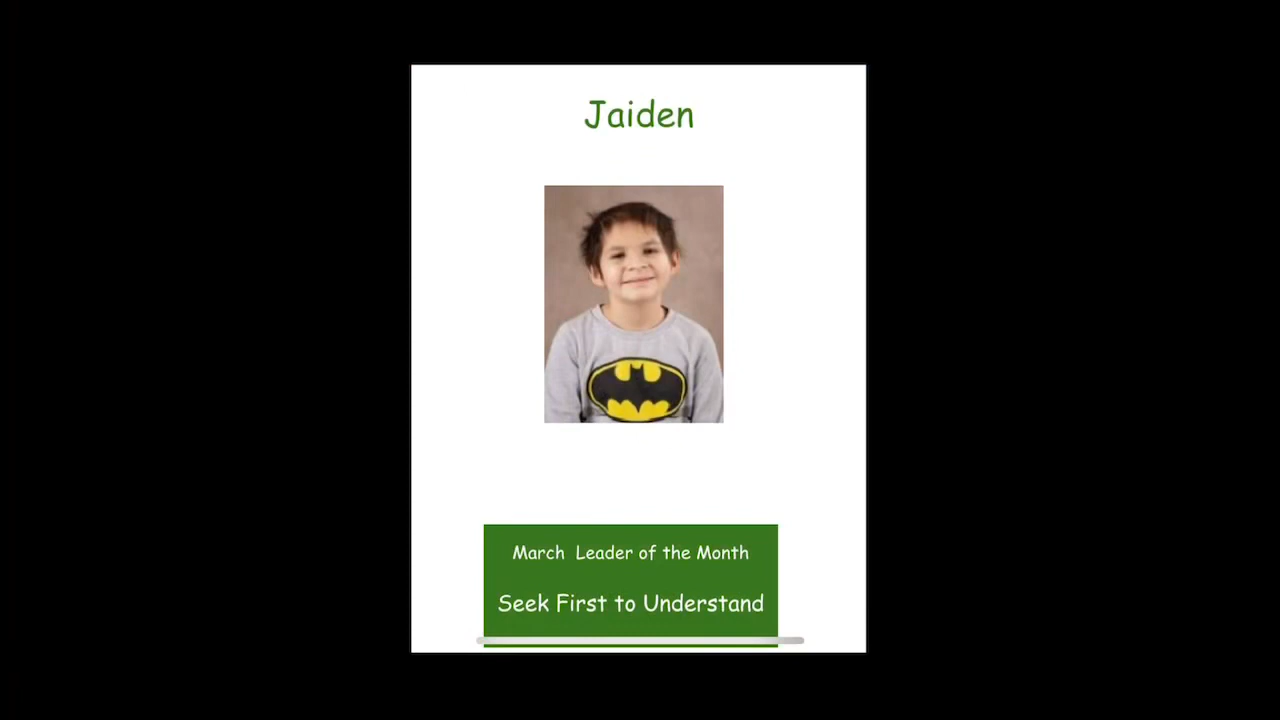 Jaiden
March Leader of the Month
Seek First to Understand